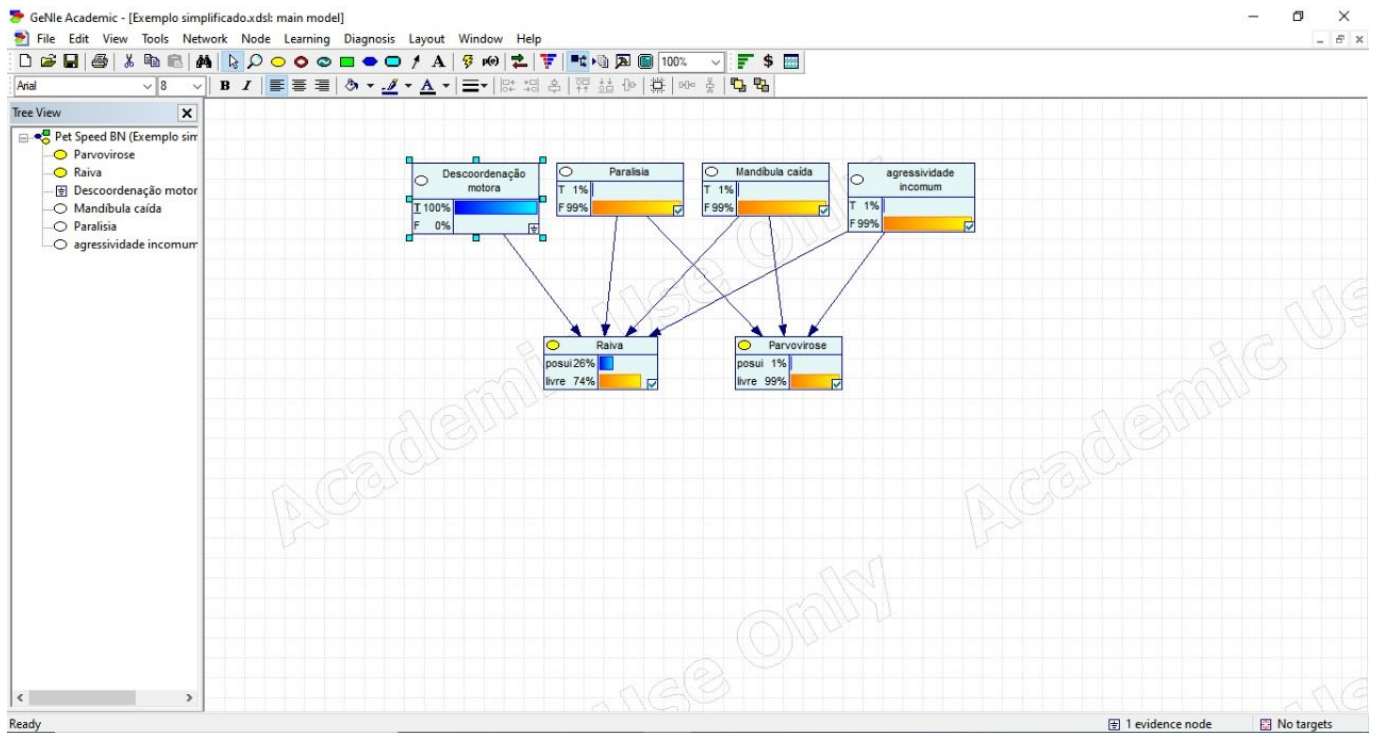 GeNIe Academic - [Exemplo simplificado.xdsl: main model]
File Edit View Tools Network Node Learning Diagnosis Layout Window Help
100%
Arial 8 B I A
Tree View
Pet Speed BN (Exemplo sim
Parvovirose
Raiva
Descoordenação motor
Mandíbula caída
Paralisia
agressividade incomum
Descoordenação
motora
T 100%
F 0%
Paralisia
T 1%
F 99%
Mandíbula caída
T 1%
F 99%
agressividade
incomum
T 1%
F 99%
Raiva
posui 26%
livre 74%
Parvovirose
posui 1%
livre 99%
Academic Use Only
Academic Us
Use Only
Ready
1 evidence node
No targets